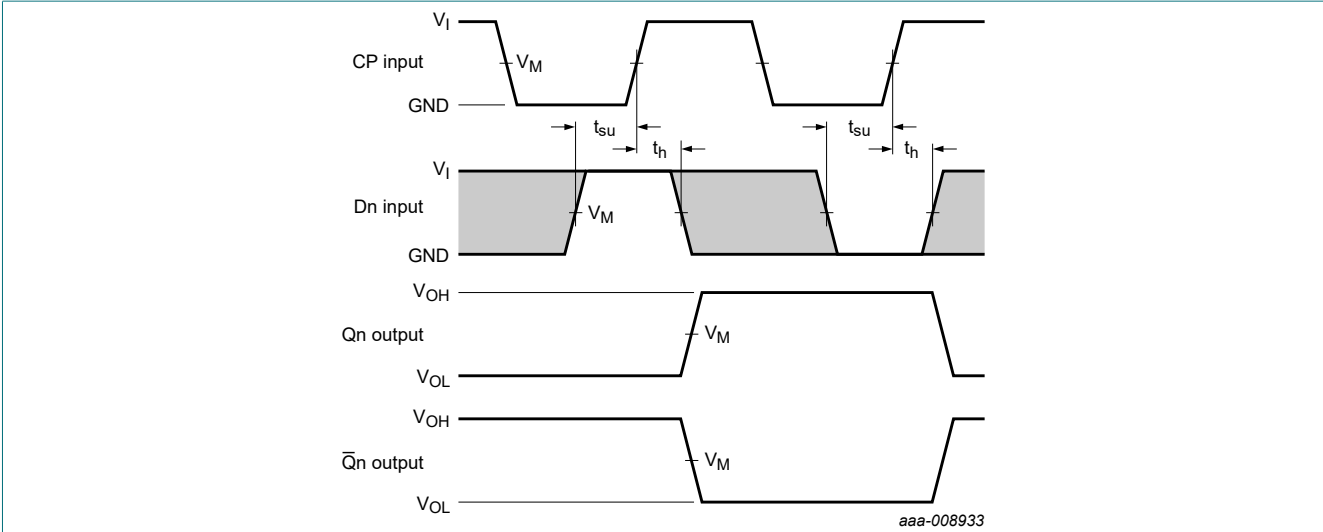 V_I
CP input
V_M
GND
t_su
t_su
t_h
t_h
V_I
Dn input
V_M
GND
V_OH
Qn output
V_M
V_OL
V_OH
Q̅n output
V_M
V_OL
aaa-008933